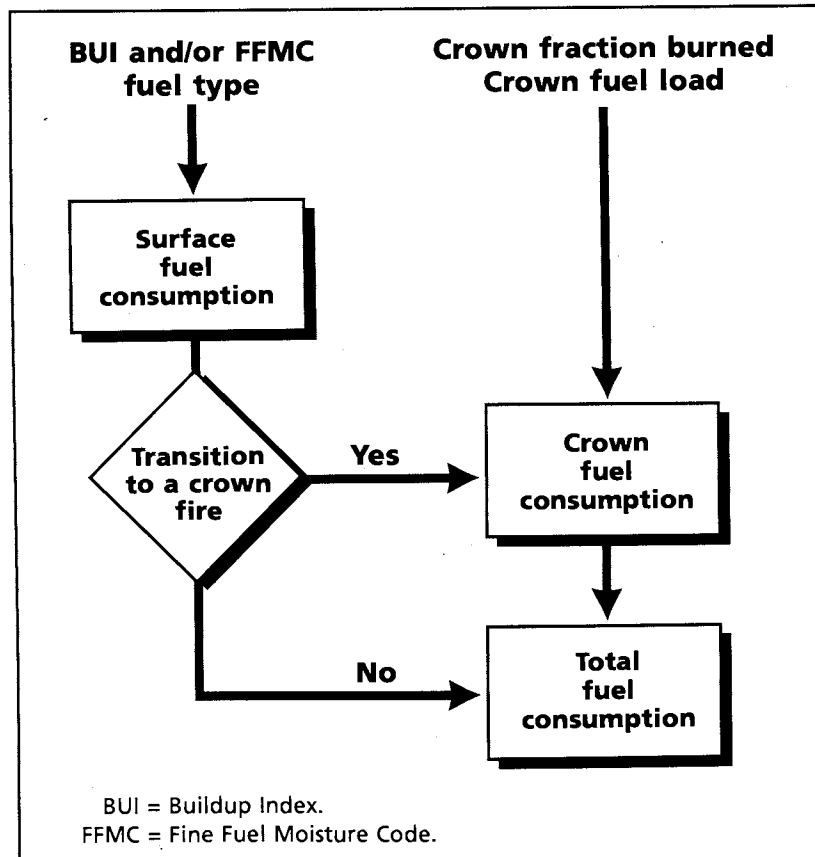 BUI and/or FFMC
fuel type
Crown fraction burned
Crown fuel load
Surface
fuel
consumption
Transition
to a crown
fire
Yes
Crown
fuel
consumption
No
Total
fuel
consumption
BUI = Buildup Index.
FFMC = Fine Fuel Moisture Code.